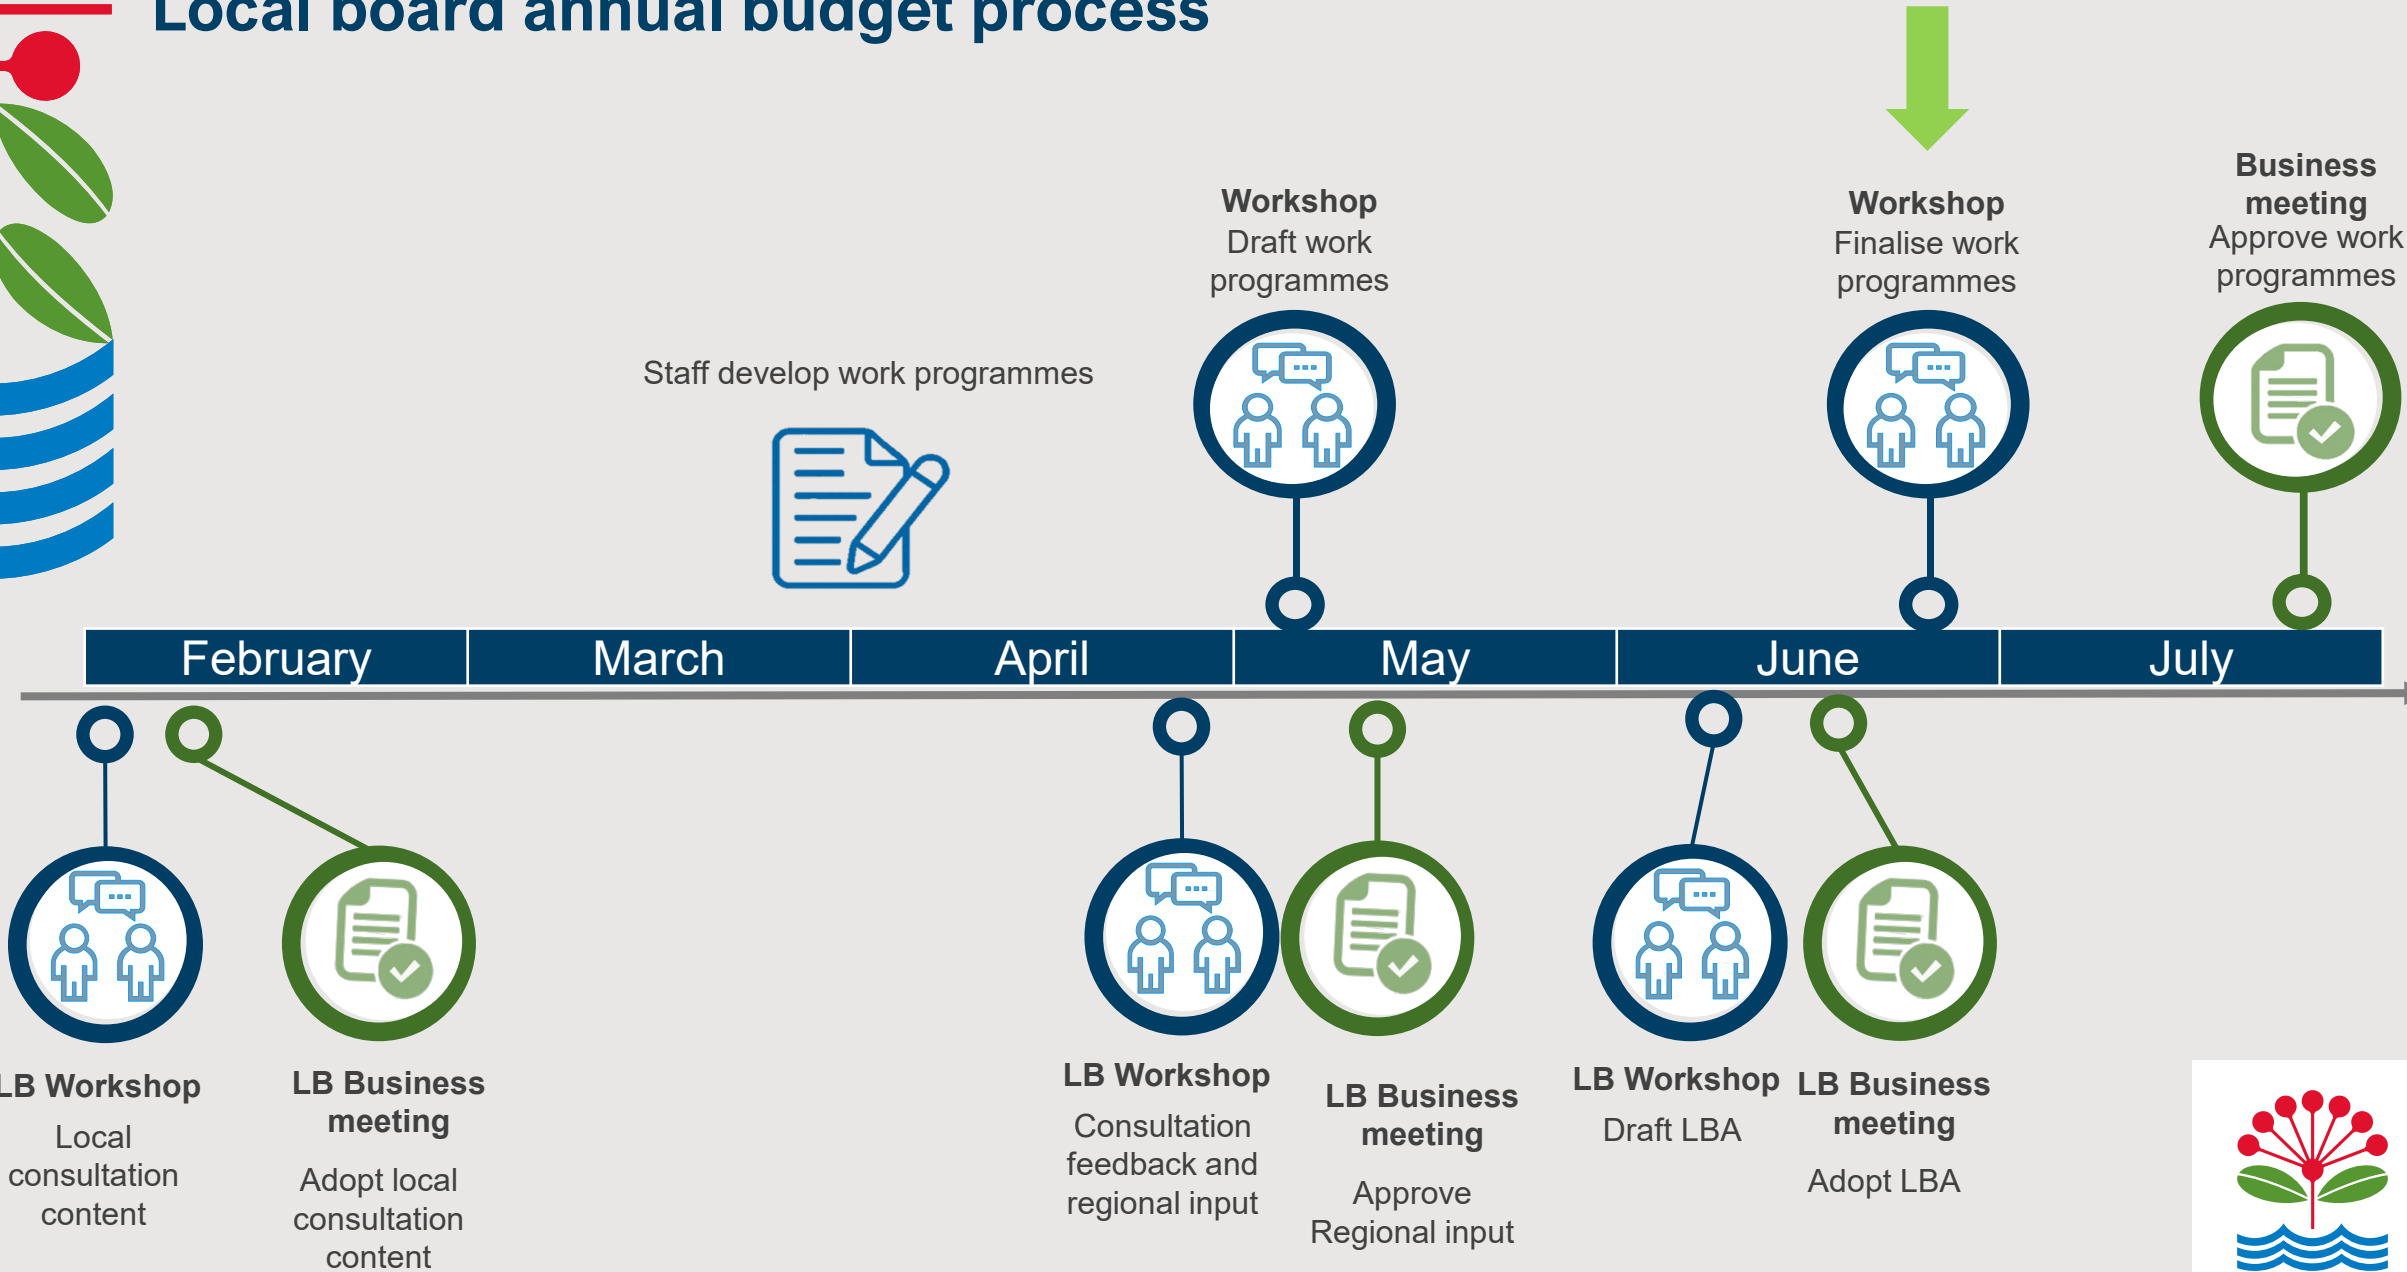 Local board annual budget process
Workshop
Draft work
programmes
Workshop
Finalise work
programmes
Business
meeting
Approve work
programmes
Staff develop work programmes
February
March
April
May
June
July
LB Workshop
Local
consultation
content
LB Business
meeting
Adopt local
consultation
content
LB Workshop
Consultation
feedback and
regional input
LB Business
meeting
Approve
Regional input
LB Workshop
Draft LBA
LB Business
meeting
Adopt LBA